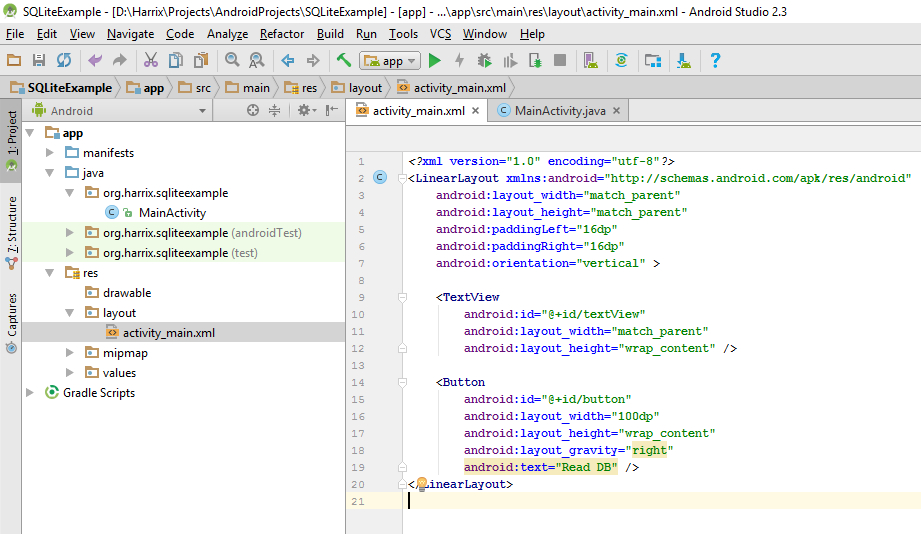 SQLiteExample - [D:\Harrix\Projects\AndroidProjects\SQLiteExample] - [app] - ...\app\src\main\res\layout\activity_main.xml - Android Studio 2.3
File Edit View Navigate Code Analyze Refactor Build Run Tools VCS Window Help
app
SQLiteExample app src main res layout activity_main.xml
1: Project
7: Structure
Captures
Android
app
manifests
java
org.harrix.sqliteexample
MainActivity
org.harrix.sqliteexample (androidTest)
org.harrix.sqliteexample (test)
res
drawable
layout
activity_main.xml
mipmap
values
Gradle Scripts
activity_main.xml MainActivity.java
1 <?xml version="1.0" encoding="utf-8"?>
2 <LinearLayout xmlns:android="http://schemas.android.com/apk/res/android"
3 android:layout_width="match_parent"
4 android:layout_height="match_parent"
5 android:paddingLeft="16dp"
6 android:paddingRight="16dp"
7 android:orientation="vertical" >
8
9 <TextView
10 android:id="@+id/textView"
11 android:layout_width="match_parent"
12 android:layout_height="wrap_content" />
13
14 <Button
15 android:id="@+id/button"
16 android:layout_width="100dp"
17 android:layout_height="wrap_content"
18 android:layout_gravity="right"
19 android:text="Read DB" />
20 </LinearLayout>
21